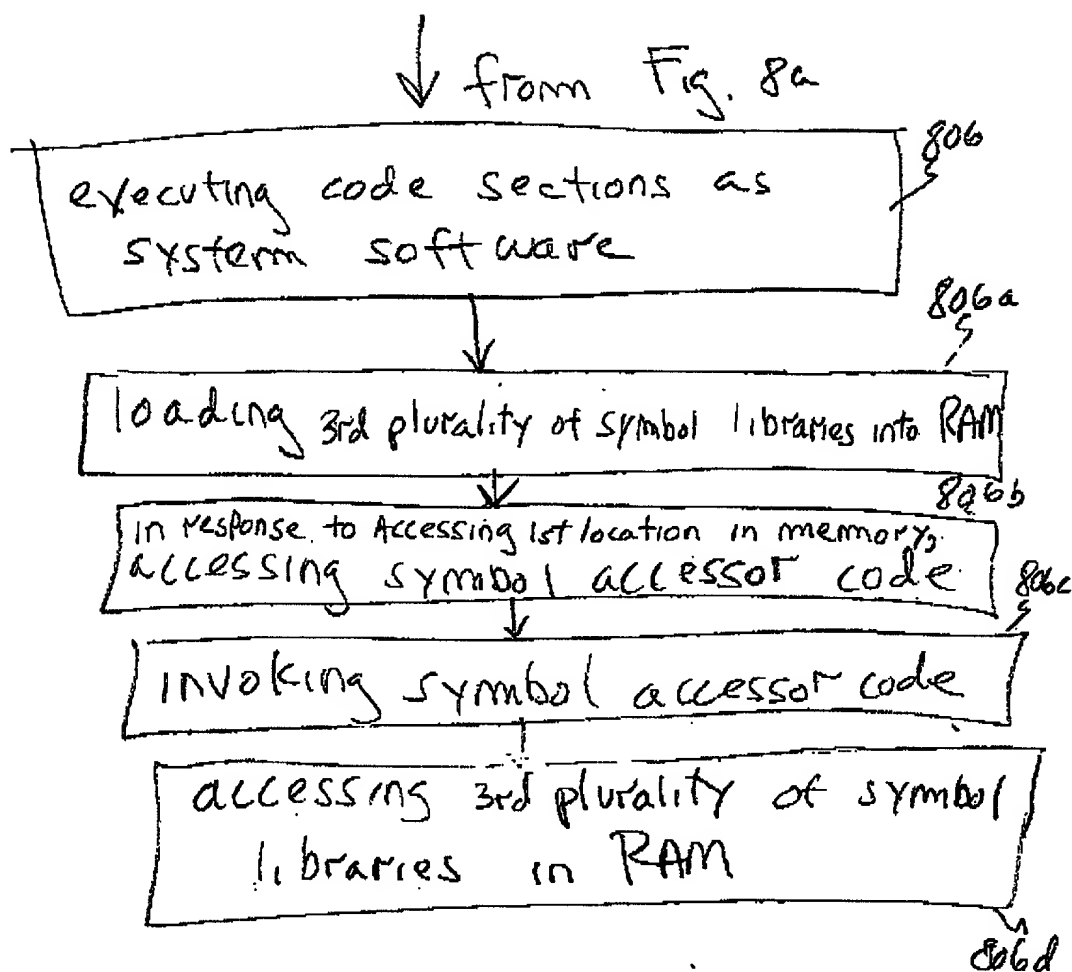 from Fig. 8a
806
executing code sections as
system software
806a
loading 3rd plurality of symbol libraries into RAM
806b
in response to Accessing 1st location in memory,
accessing symbol accessor code
806c
invoking symbol accessor code
accessing 3rd plurality of symbol
libraries in RAM
806d